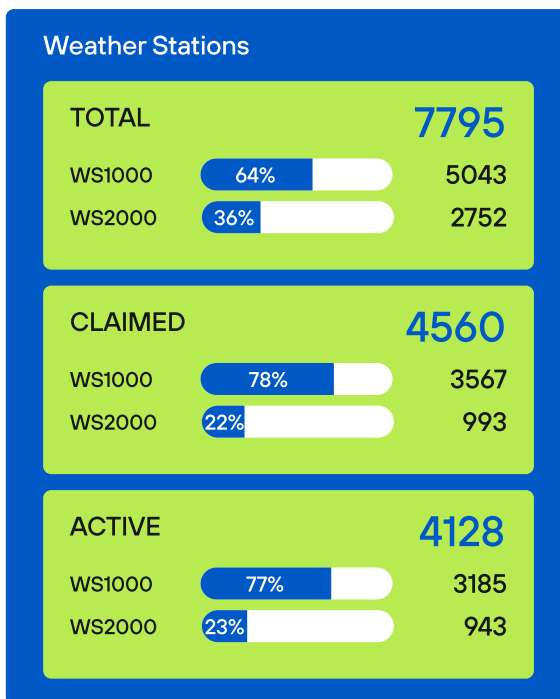 Weather Stations
TOTAL 7795
WS1000 64% 5043
WS2000 36% 2752
CLAIMED 4560
WS1000 78% 3567
WS2000 22% 993
ACTIVE 4128
WS1000 77% 3185
WS2000 23% 943